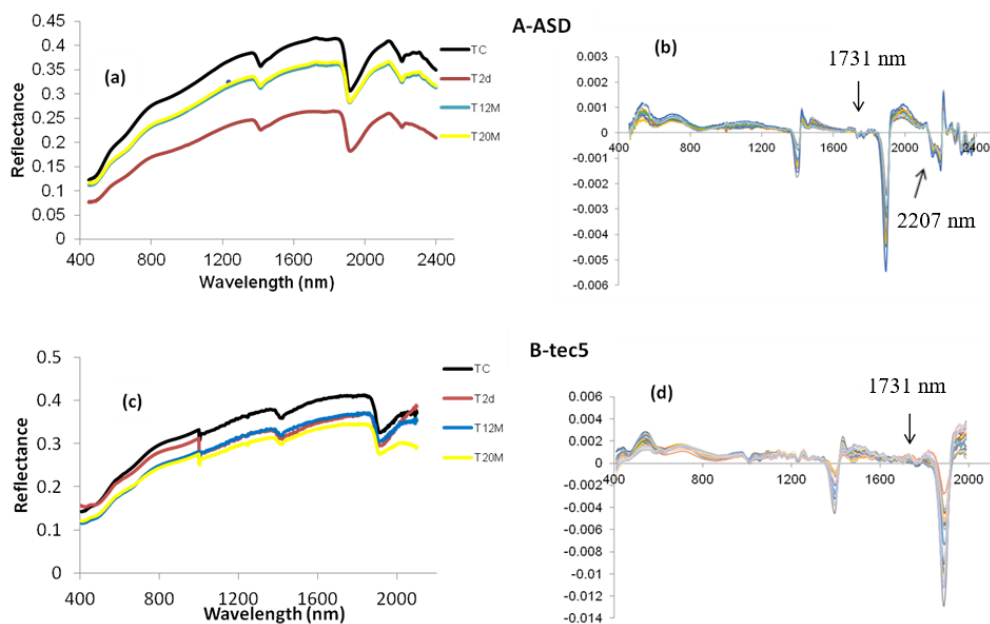 A-ASD
(a)
0.45
0.4
0.35
0.3
0.25
0.2
0.15
0.1
0.05
0
Reflectance
400 800 1200 1600 2000 2400
Wavelength (nm)
TC
T2d
T12M
T20M
(b)
1731 nm
2207 nm
0.003
0.002
0.001
0
-0.001
-0.002
-0.003
-0.004
-0.005
-0.006
400 800 1200 1600 2000 2400
B-tec5
(c)
0.5
0.4
0.3
0.2
0.1
0
Reflectance
400 800 1200 1600 2000
Wavelength (nm)
TC
T2d
T12M
T20M
(d)
1731 nm
0.006
0.004
0.002
0
-0.002
-0.004
-0.006
-0.008
-0.01
-0.012
-0.014
400 800 1200 1600 2000